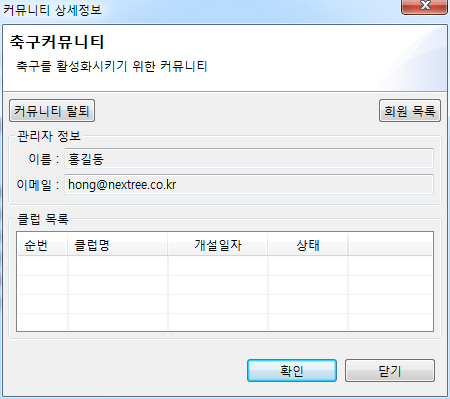 커뮤니티 상세정보
축구커뮤니티
축구를 활성화시키기 위한 커뮤니티
커뮤니티 탈퇴 회원 목록
관리자 정보
이름 : 홍길동
이메일 : hong@nextree.co.kr
클럽 목록
순번 클럽명 개설일자 상태
확인 닫기